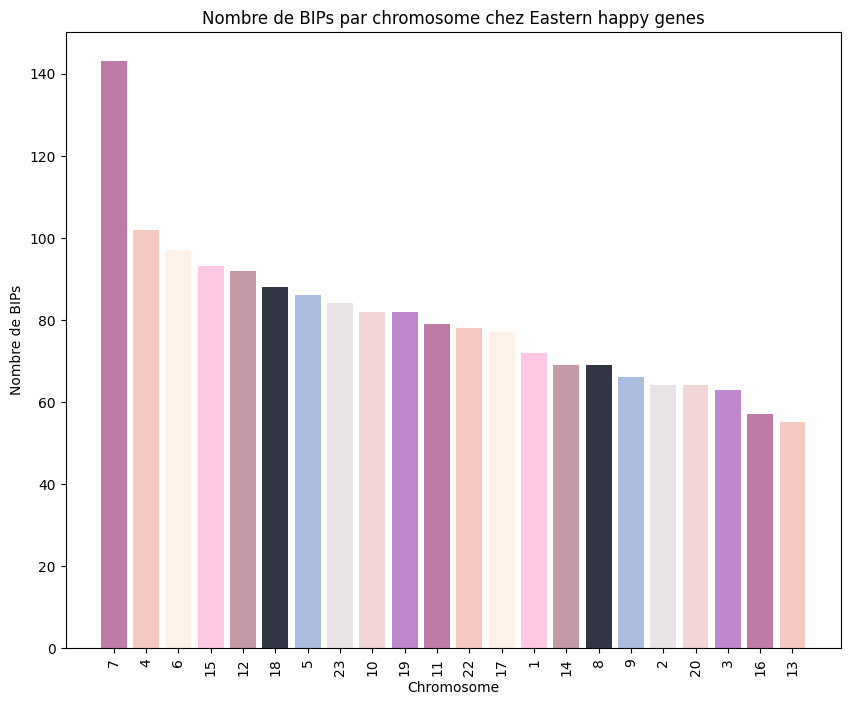 Nombre de BIPs par chromosome chez Eastern happy genes
Nombre de BIPs
140
120
100
80
60
40
20
0
7 4 6 15 12 18 5 23 10 19 11 22 17 1 14 8 9 2 20 3 16 13
Chromosome